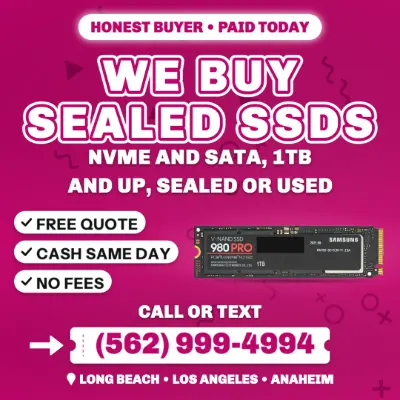 HONEST BUYER • PAID TODAY
WE BUY
SEALED SSDS
NVME AND SATA, 1TB
AND UP, SEALED OR USED
✓ FREE QUOTE
✓ CASH SAME DAY
✓ NO FEES
V-NAND SSD
980 PRO
1TB
SAMSUNG
CALL OR TEXT
(562) 999-4994
LONG BEACH • LOS ANGELES • ANAHEIM